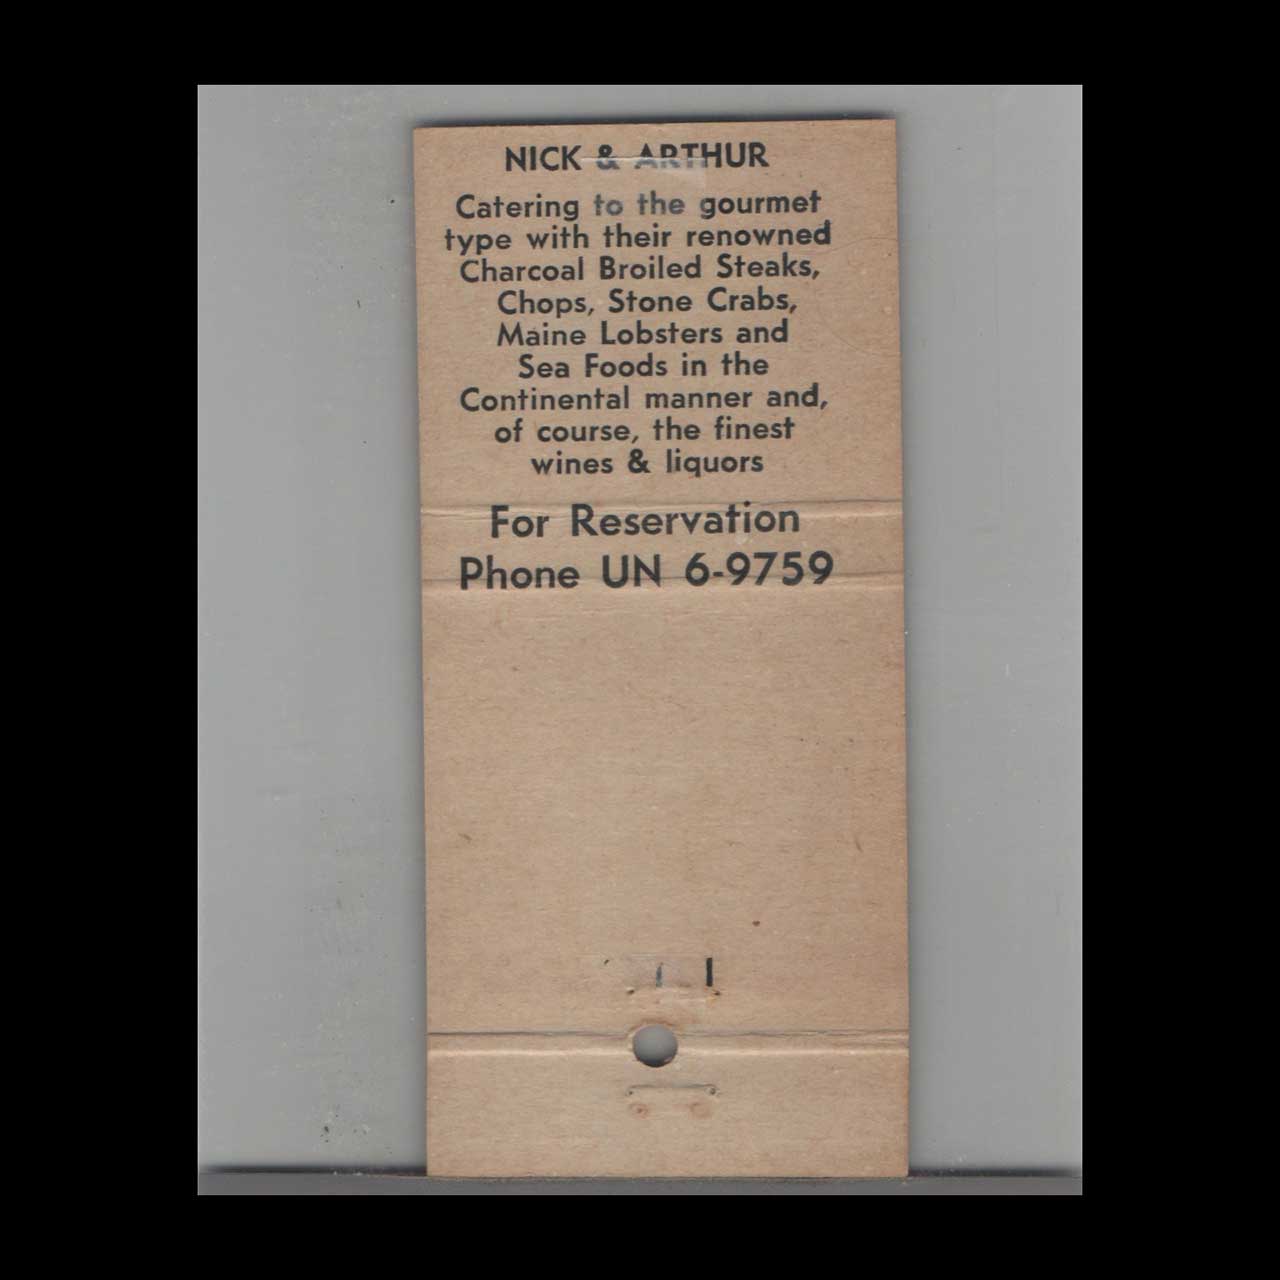 NICK & ARTHUR
Catering to the gourmet
type with their renowned
Charcoal Broiled Steaks,
Chops, Stone Crabs,
Maine Lobsters and
Sea Foods in the
Continental manner and,
of course, the finest
wines & liquors
For Reservation
Phone UN 6-9759